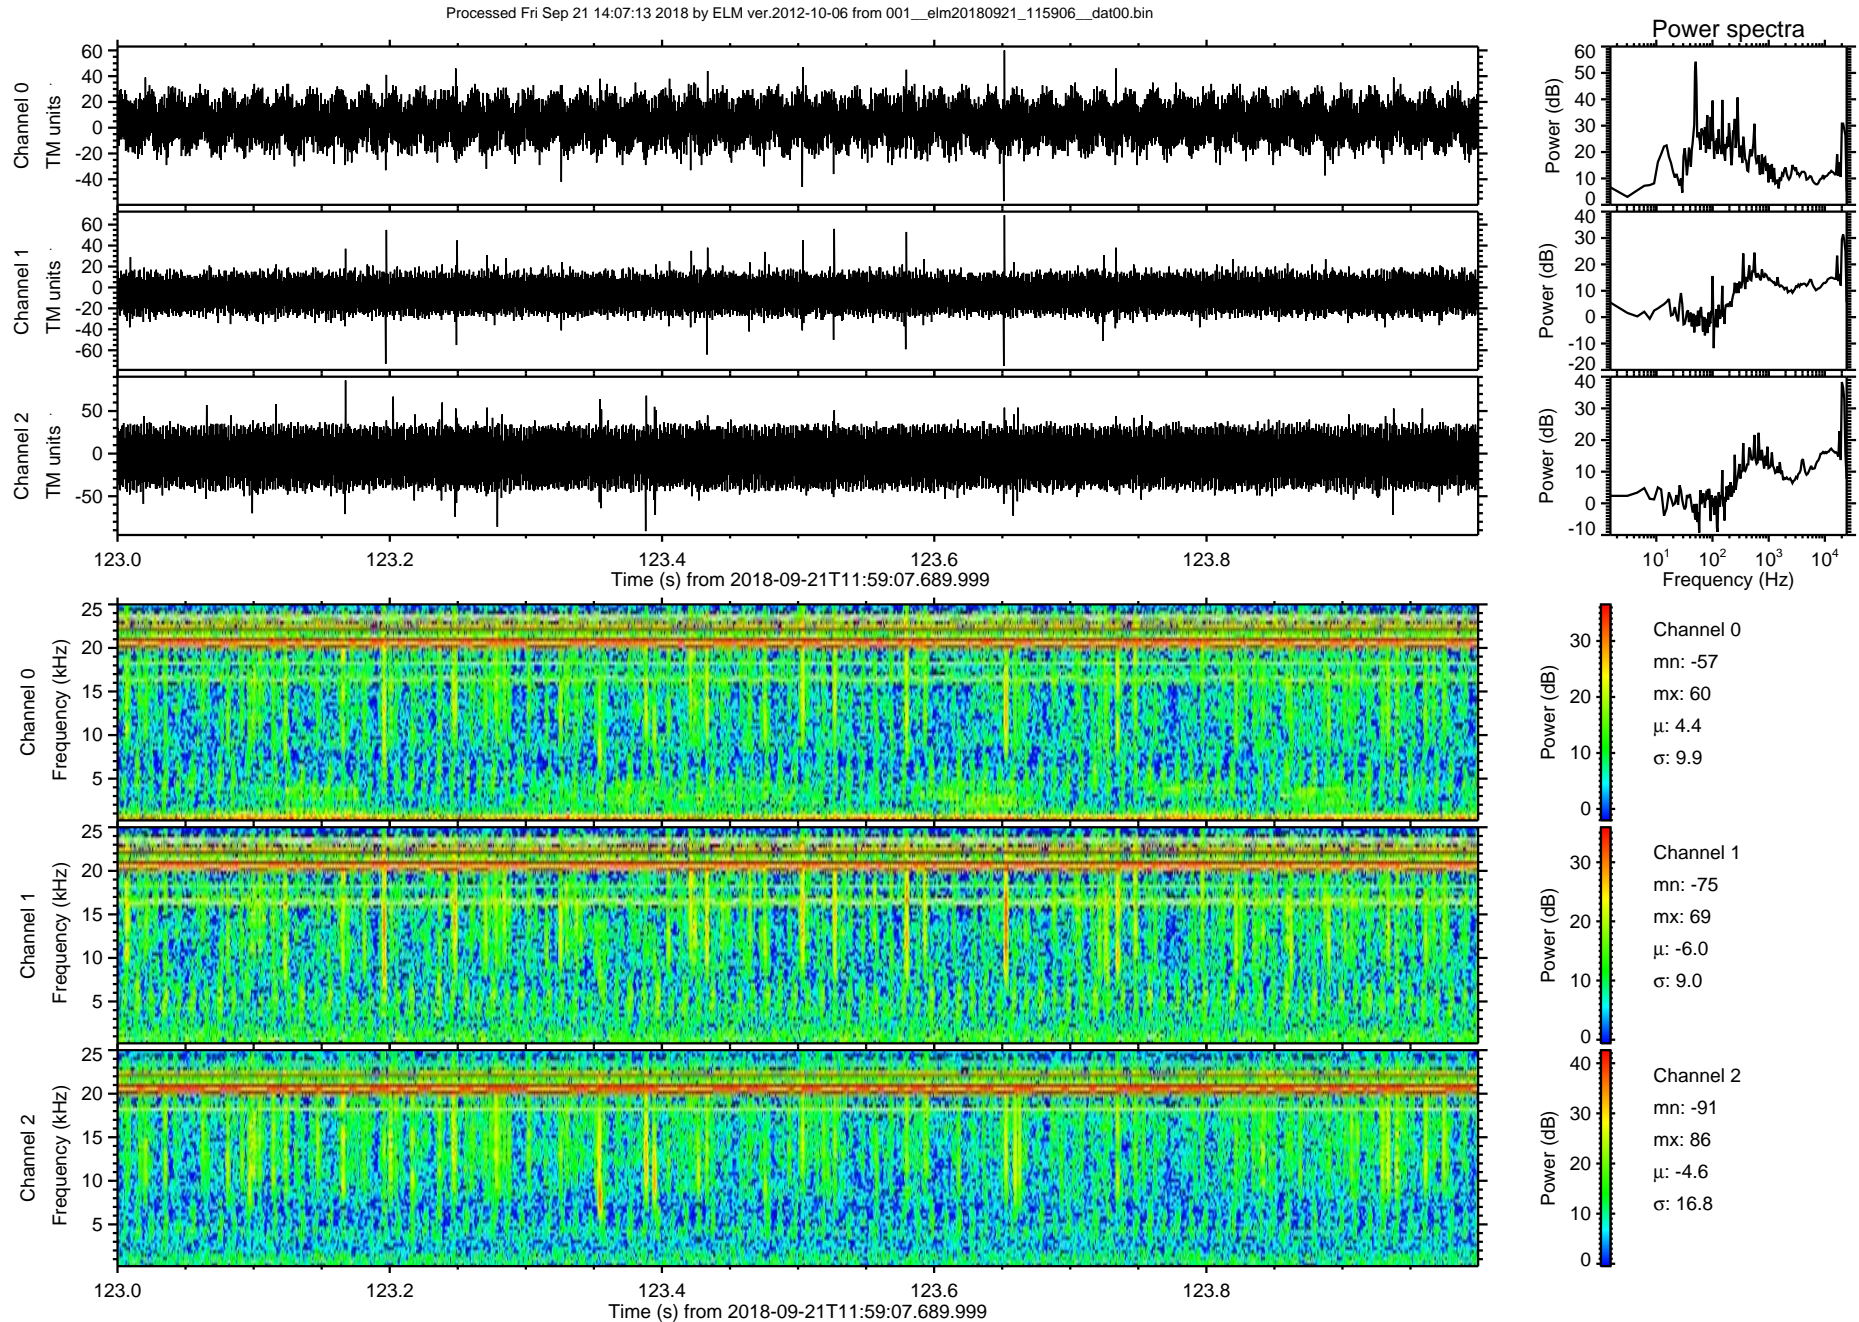 Processed Fri Sep 21 14:07:13 2018 by ELM ver.2012-10-06 from 001__elm20180921_115906__dat00.bin
Power spectra
Channel 0
TM units
60
40
20
0
-20
-40
Power (dB)
60
50
40
30
20
10
0
Channel 1
TM units
60
40
20
0
-20
-40
-60
Power (dB)
40
30
20
10
0
-10
-20
Channel 2
TM units
50
0
-50
Power (dB)
40
30
20
10
0
-10
123.0 123.2 123.4 123.6 123.8
Time (s) from 2018-09-21T11:59:07.689.999
10¹ 10² 10³ 10⁴
Frequency (Hz)
Channel 0
Frequency (kHz)
25
20
15
10
5
Power (dB)
30
20
10
0
Channel 0
mn: -57
mx: 60
μ: 4.4
σ: 9.9
Channel 1
Frequency (kHz)
25
20
15
10
5
Power (dB)
30
20
10
0
Channel 1
mn: -75
mx: 69
μ: -6.0
σ: 9.0
Channel 2
Frequency (kHz)
25
20
15
10
5
Power (dB)
40
30
20
10
0
Channel 2
mn: -91
mx: 86
μ: -4.6
σ: 16.8
123.0 123.2 123.4 123.6 123.8
Time (s) from 2018-09-21T11:59:07.689.999